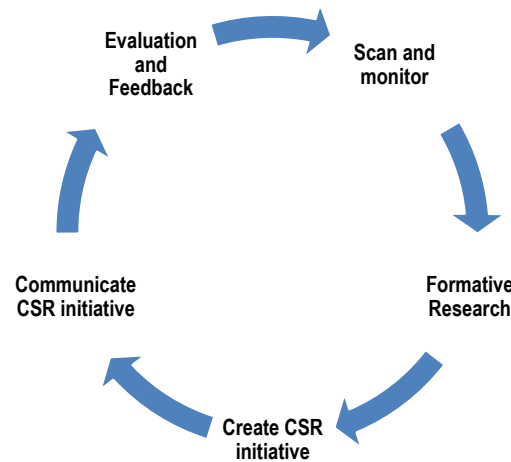 Evaluation
and
Feedback
Scan and
monitor
Formative
Research
Create CSR
initiative
Communicate
CSR initiative